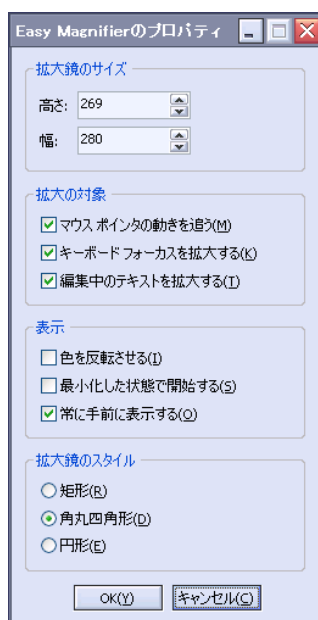 Easy Magnifierのプロパティ
拡大鏡のサイズ
高さ: 269
幅: 280
拡大の対象
マウス ポインタの動きを追う(M)
キーボード フォーカスを拡大する(K)
編集中のテキストを拡大する(T)
表示
色を反転させる(I)
最小化した状態で開始する(S)
常に手前に表示する(O)
拡大鏡のスタイル
矩形(R)
角丸四角形(D)
円形(E)
OK(Y) キャンセル(C)